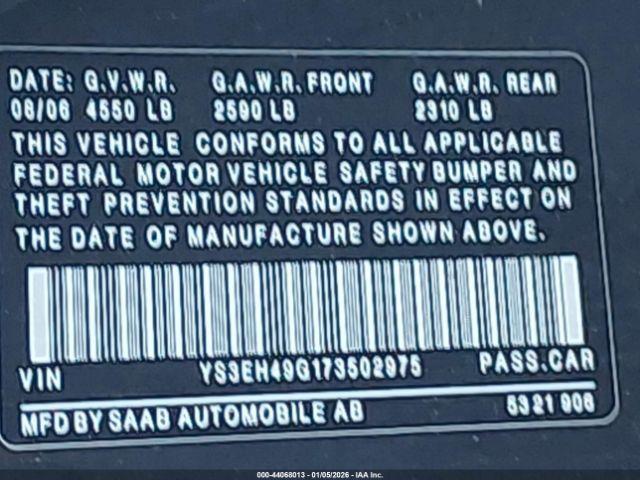 DATE: G.V.W.R. G.A.W.R. FRONT G.A.W.R. REAR
08/06 4550 LB 2590 LB 2310 LB
THIS VEHICLE CONFORMS TO ALL APPLICABLE
FEDERAL MOTOR VEHICLE SAFETY BUMPER AND
THEFT PREVENTION STANDARDS IN EFFECT ON
THE DATE OF MANUFACTURE SHOWN ABOVE.
VIN YS3EH49G173502975 PASS.CAR
MFD BY SAAB AUTOMOBILE AB 5321 906
000-44068013 - 01/05/2026 - IAA Inc.